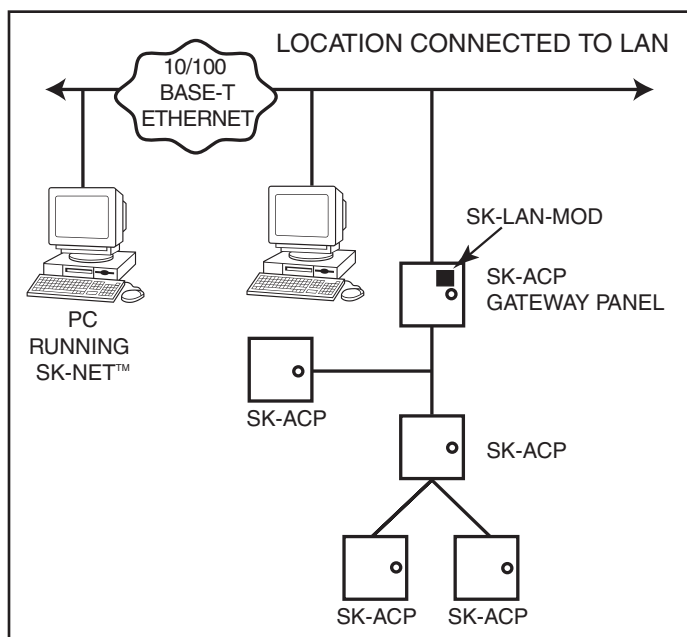 LOCATION CONNECTED TO LAN
10/100
BASE-T
ETHERNET
SK-LAN-MOD
SK-ACP
GATEWAY PANEL
PC
RUNNING
SK-NET™
SK-ACP
SK-ACP
SK-ACP
SK-ACP